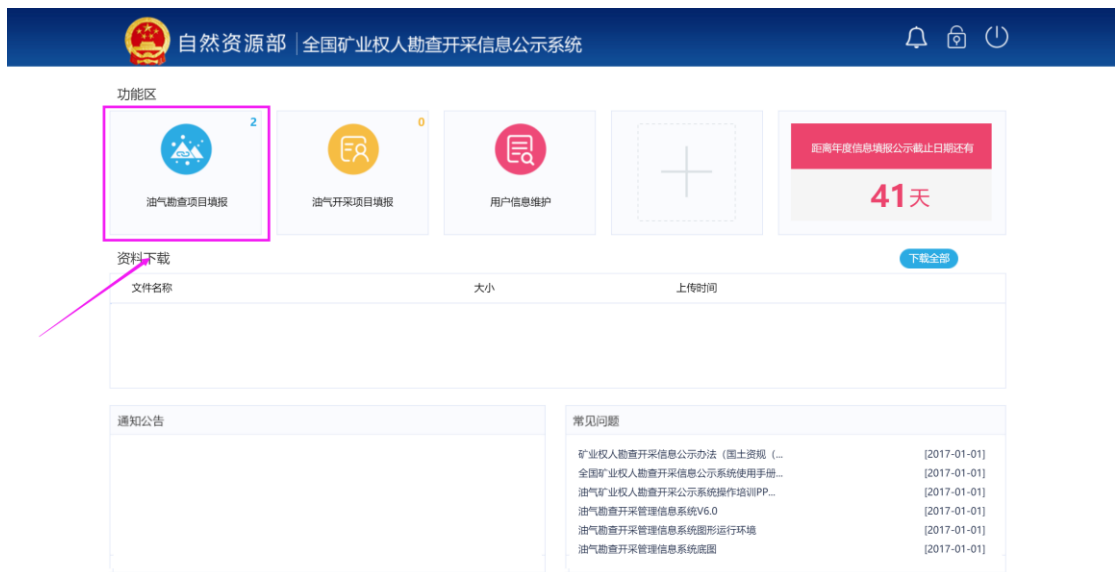 自然资源部 全国矿业权人勘查开采信息公示系统
功能区
2
油气勘查项目填报
0
油气开采项目填报
用户信息维护
距离年度信息填报公示截止日期还有
41天
资料下载
下载全部
文件名称 大小 上传时间
通知公告
常见问题
矿业权人勘查开采信息公示办法（国土资规（... [2017-01-01]
全国矿业权人勘查开采信息公示系统使用手册... [2017-01-01]
油气矿业权人勘查开采公示系统操作培训PP... [2017-01-01]
油气勘查开采管理信息系统V6.0 [2017-01-01]
油气勘查开采管理信息系统图形运行环境 [2017-01-01]
油气勘查开采管理信息系统底图 [2017-01-01]